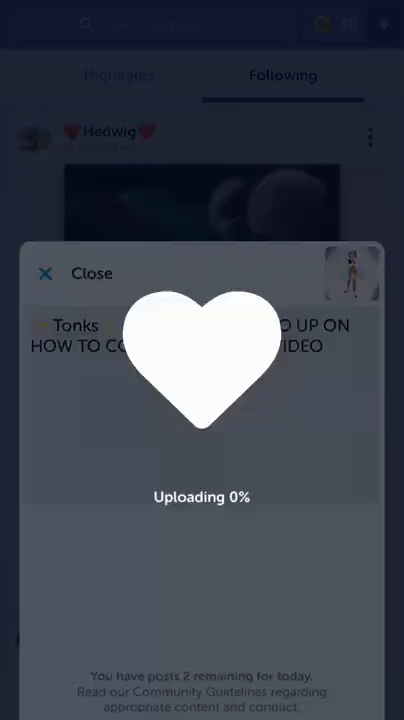 30
Highlights
Following
❤️Hedwig❤️
Close
Tonks O UP ON
HOW TO CO IDEO
Uploading 0%
You have posts 2 remaining for today.
Read our Community Guidelines regarding
appropriate content and conduct.